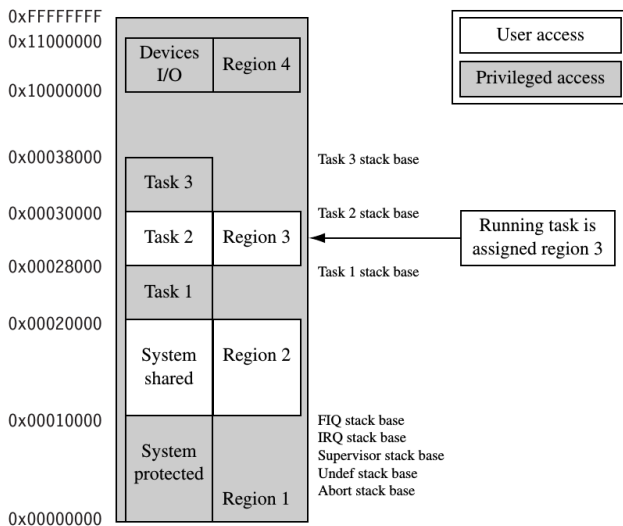 0xFFFFFFFF
0x11000000
0x10000000
0x00038000
0x00030000
0x00028000
0x00020000
0x00010000
0x00000000
Devices
I/O
Region 4
Task 3
Task 2
Region 3
Task 1
System
shared
Region 2
System
protected
Region 1
Task 3 stack base
Task 2 stack base
Task 1 stack base
FIQ stack base
IRQ stack base
Supervisor stack base
Undef stack base
Abort stack base
User access
Privileged access
Running task is
assigned region 3